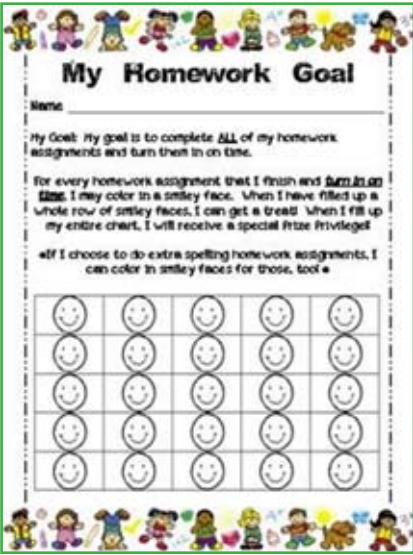 My Homework Goal
Name
My Goal: My goal is to complete ALL of my homework
assignments and turn them in on time.
For every homework assignment that I finish and turn in on
time, I may color in a smiley face. When I have filled up a
whole row of smiley faces, I can get a treat! When I fill up
my entire chart, I will receive a special Prize Privilege!
*If I choose to do extra spelling homework assignments, I
can color in smiley faces for those, too! *